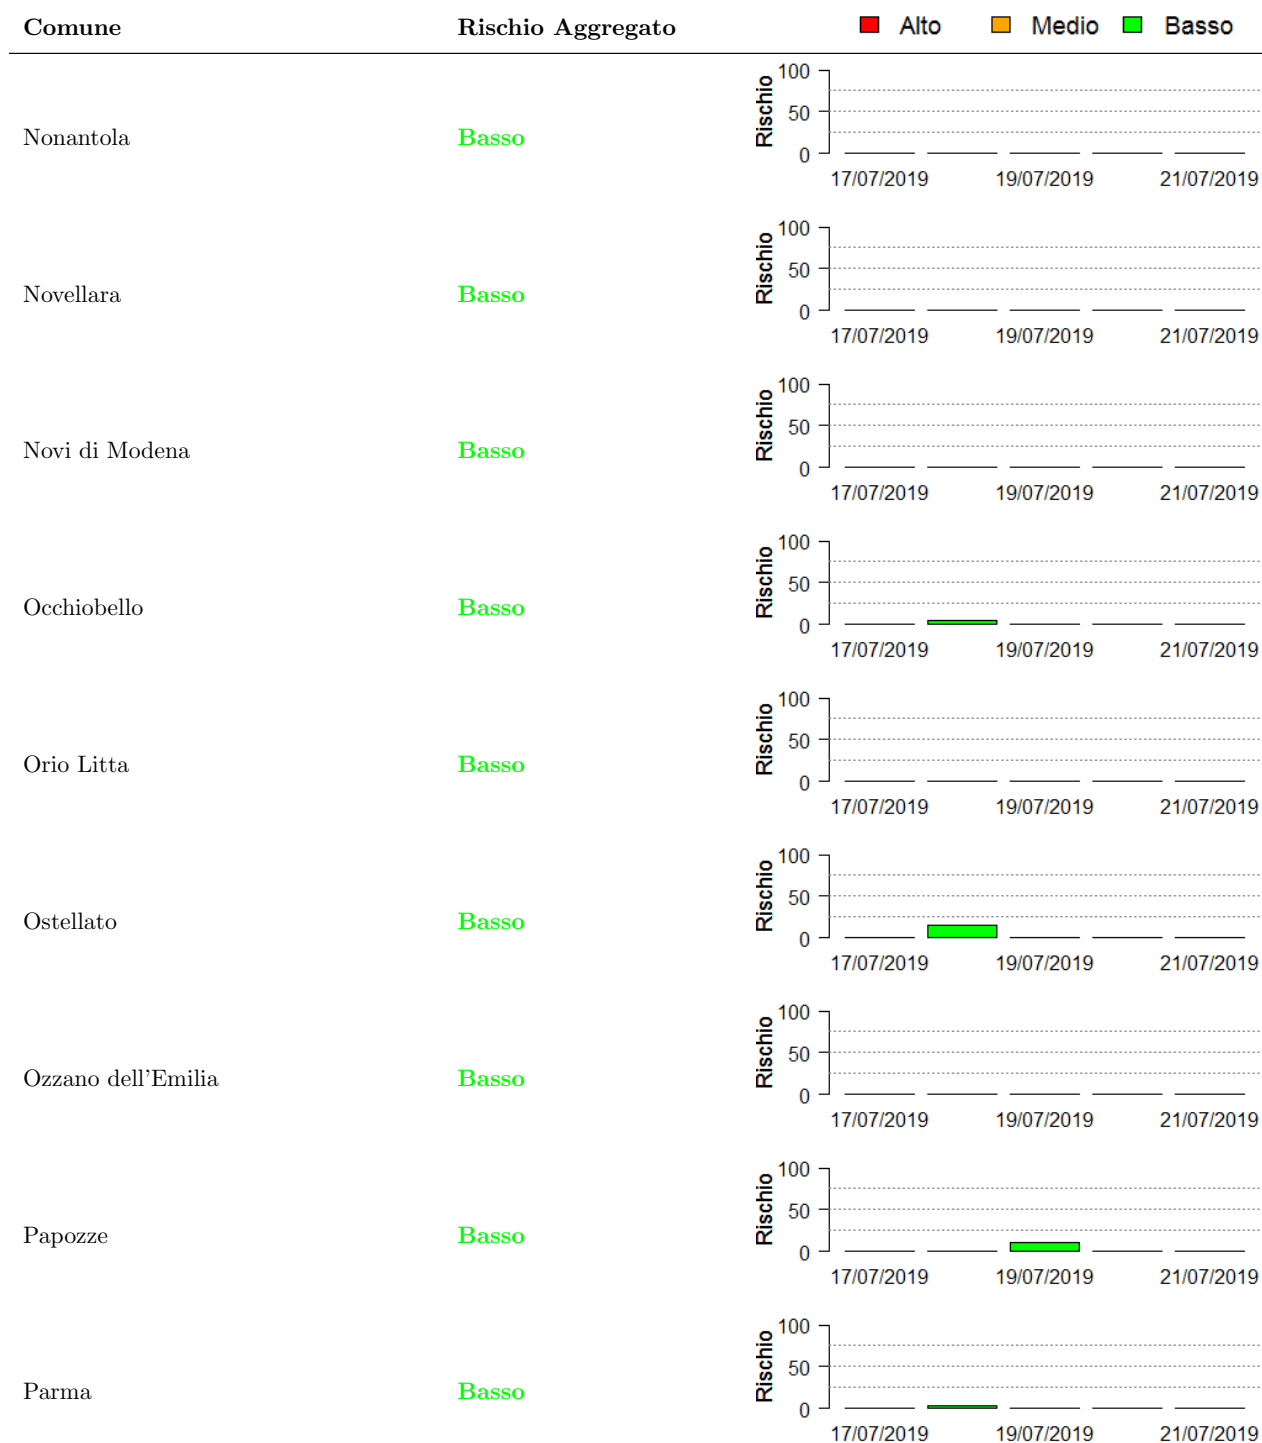 Comune Rischio Aggregato Alto Medio Basso
Nonantola Basso Rischio 100 50 0
17/07/2019 19/07/2019 21/07/2019
Novellara Basso Rischio 100 50 0
17/07/2019 19/07/2019 21/07/2019
Novi di Modena Basso Rischio 100 50 0
17/07/2019 19/07/2019 21/07/2019
Occhiobello Basso Rischio 100 50 0
17/07/2019 19/07/2019 21/07/2019
Orio Litta Basso Rischio 100 50 0
17/07/2019 19/07/2019 21/07/2019
Ostellato Basso Rischio 100 50 0
17/07/2019 19/07/2019 21/07/2019
Ozzano dell'Emilia Basso Rischio 100 50 0
17/07/2019 19/07/2019 21/07/2019
Papozze Basso Rischio 100 50 0
17/07/2019 19/07/2019 21/07/2019
Parma Basso Rischio 100 50 0
17/07/2019 19/07/2019 21/07/2019